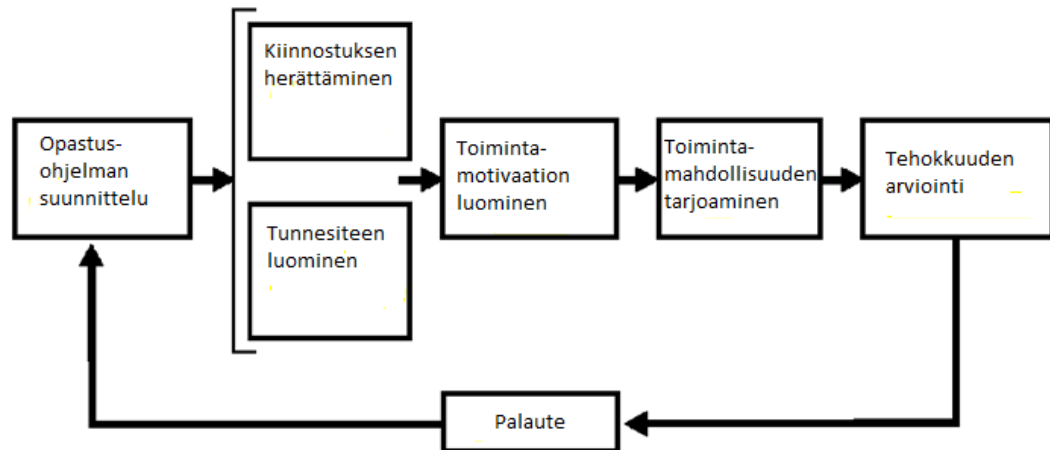 Opastus-
ohjelman
suunnittelu
Kiinnostuksen
herättäminen
Tunnesiteen
luominen
Toiminta-
motivaation
luominen
Toiminta-
mahdollisuuden
tarjoaminen
Tehokkuuden
arviointi
Palaute